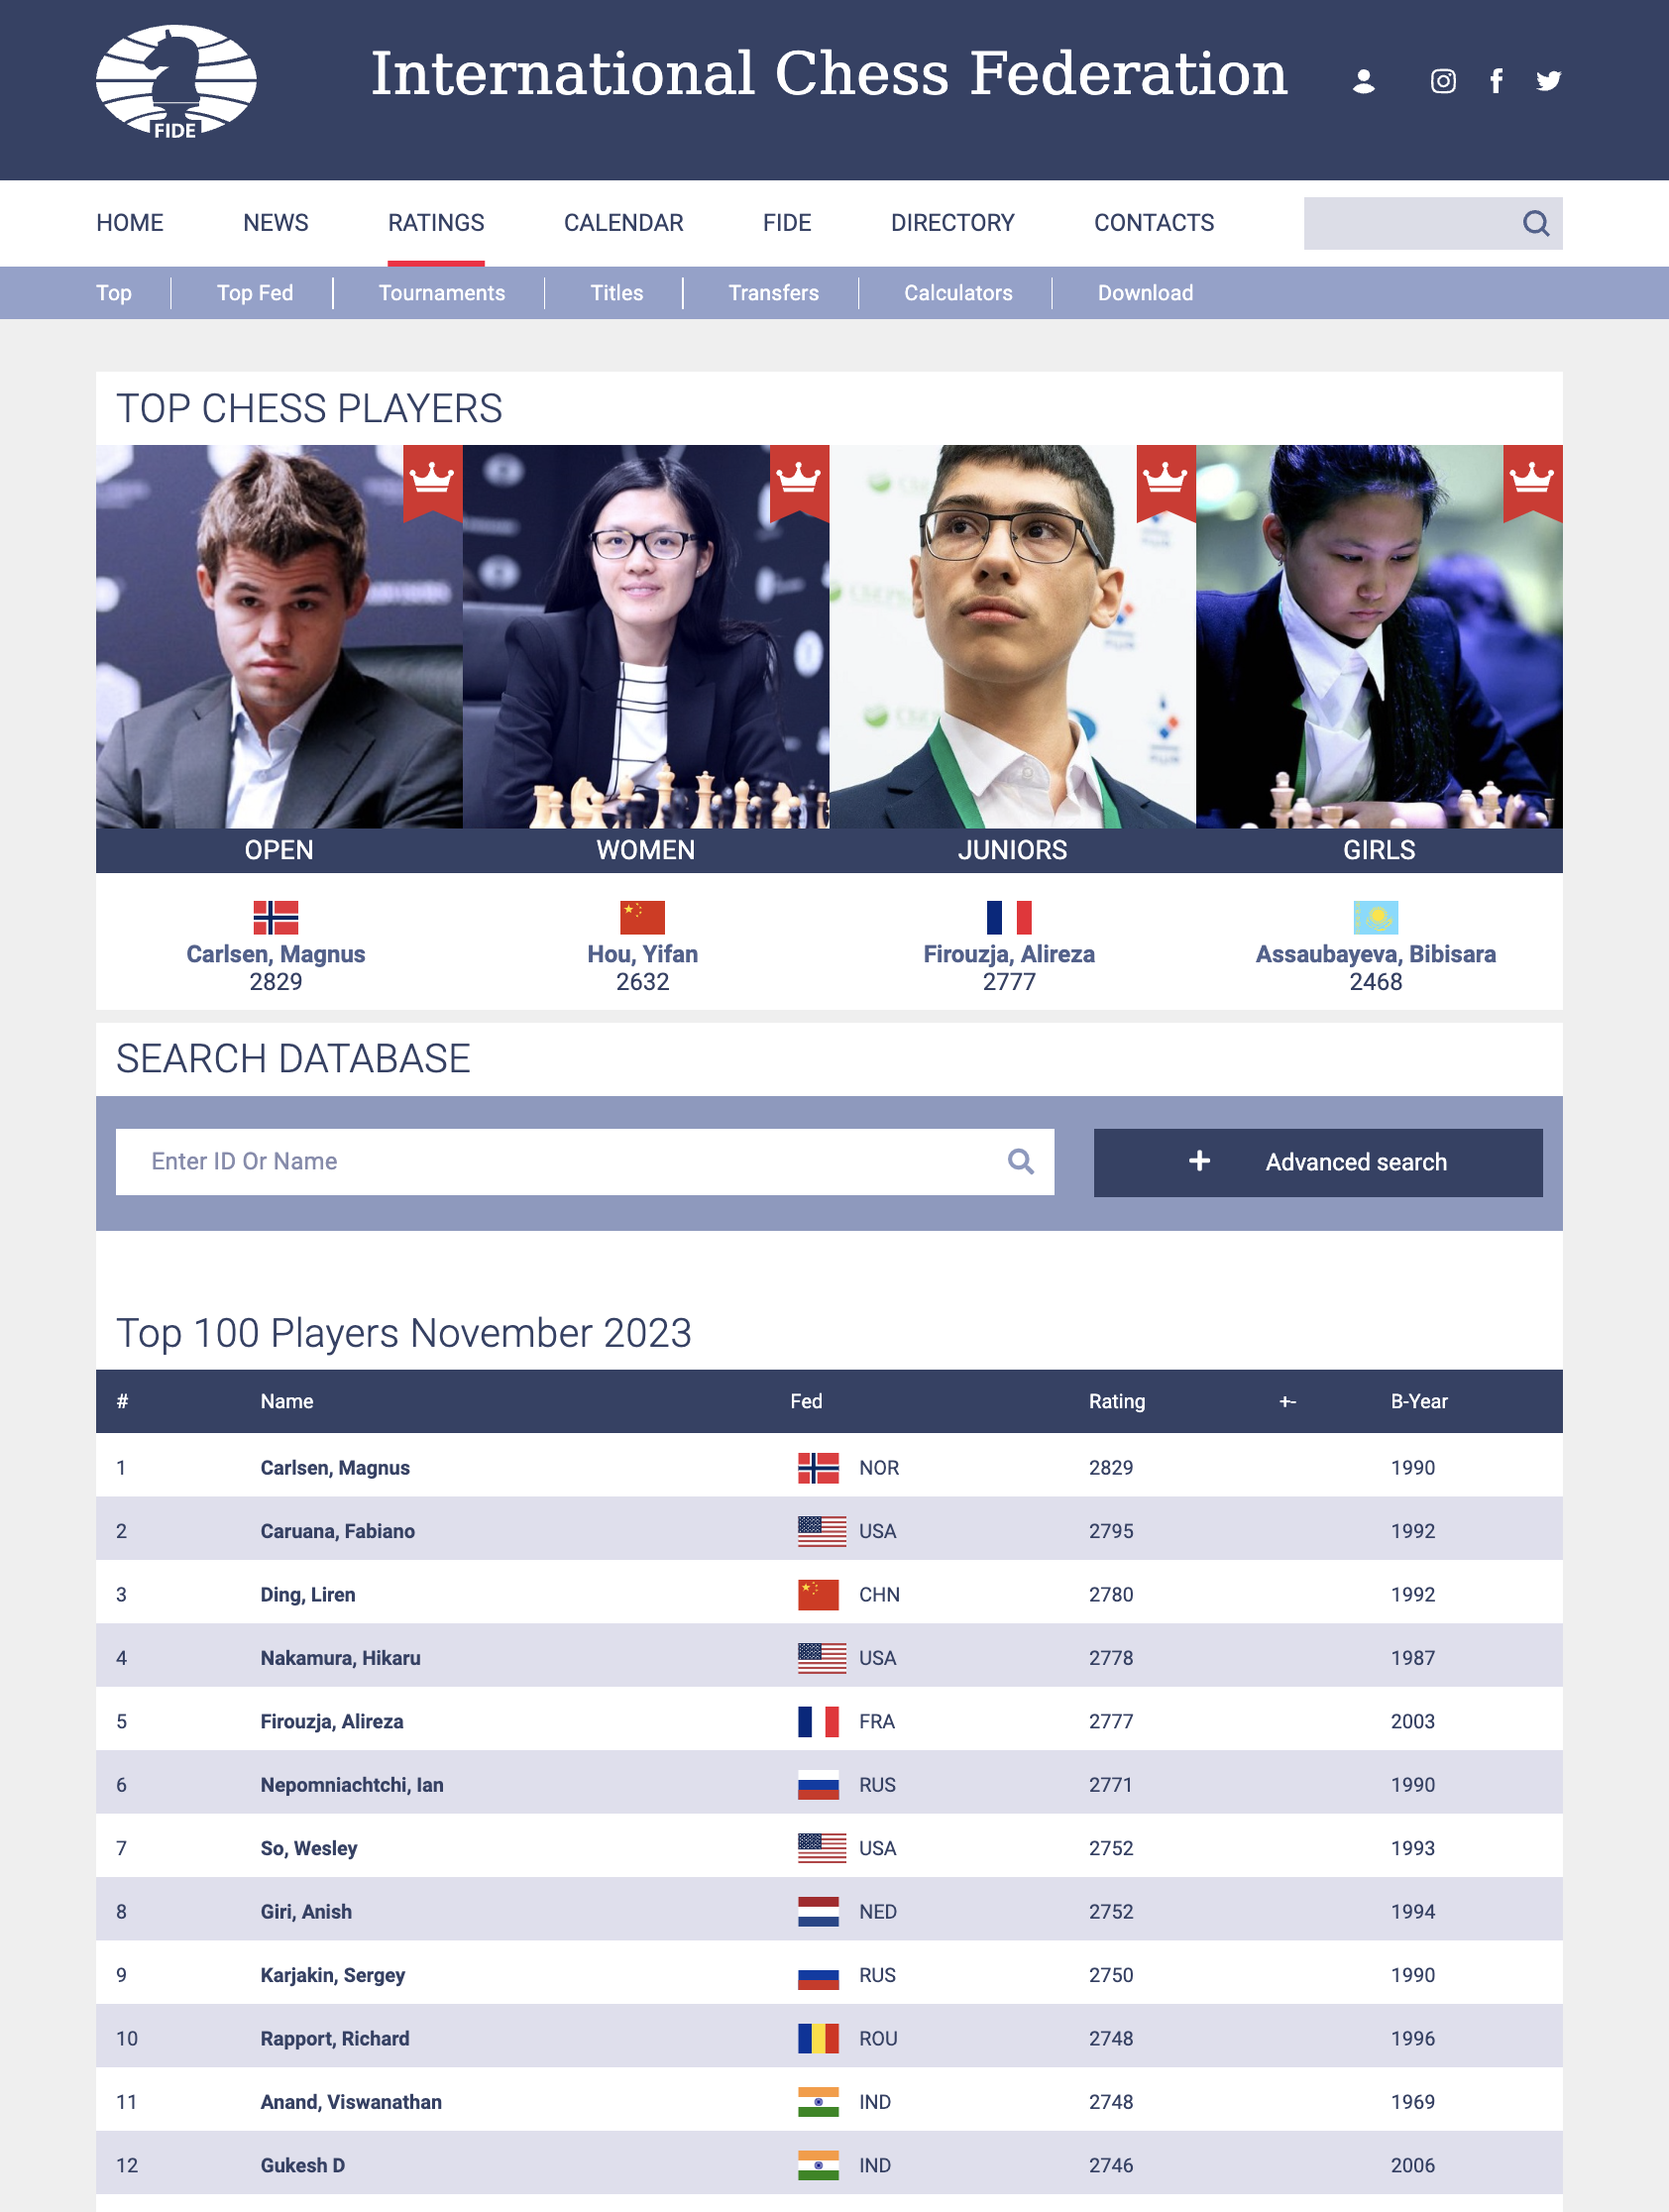 FIDE
International Chess Federation
HOME NEWS RATINGS CALENDAR FIDE DIRECTORY CONTACTS
Top Top Fed Tournaments Titles Transfers Calculators Download
TOP CHESS PLAYERS
OPEN WOMEN JUNIORS GIRLS
Carlsen, Magnus Hou, Yifan Firouzja, Alireza Assaubayeva, Bibisara
2829 2632 2777 2468
SEARCH DATABASE
Enter ID Or Name + Advanced search
Top 100 Players November 2023
# Name Fed Rating +- B-Year
1 Carlsen, Magnus NOR 2829 1990
2 Caruana, Fabiano USA 2795 1992
3 Ding, Liren CHN 2780 1992
4 Nakamura, Hikaru USA 2778 1987
5 Firouzja, Alireza FRA 2777 2003
6 Nepomniachtchi, Ian RUS 2771 1990
7 So, Wesley USA 2752 1993
8 Giri, Anish NED 2752 1994
9 Karjakin, Sergey RUS 2750 1990
10 Rapport, Richard ROU 2748 1996
11 Anand, Viswanathan IND 2748 1969
12 Gukesh D IND 2746 2006